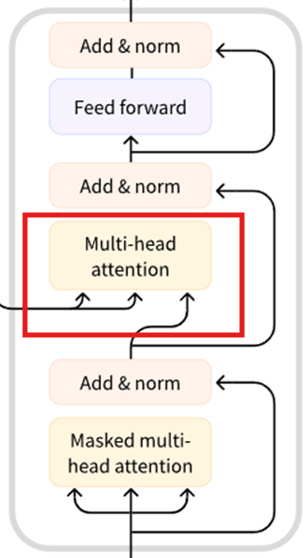 Add & norm
Feed forward
Add & norm
Multi-head
attention
Add & norm
Masked multi-
head attention